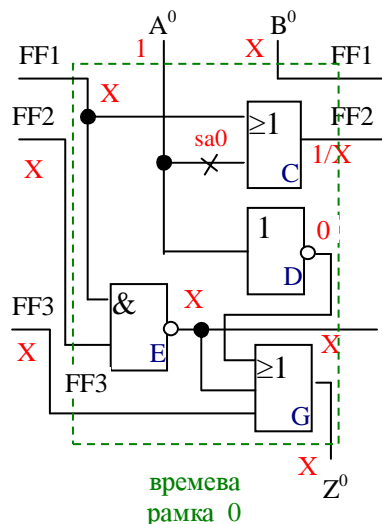 A⁰ B⁰
1 X
FF1 FF1
X
FF2 ≥1 FF2
X sa0 1/X
C
1 0
D
& X
FF3 X
X E
FF3 ≥1
G
X
Z⁰
времева
рамка 0